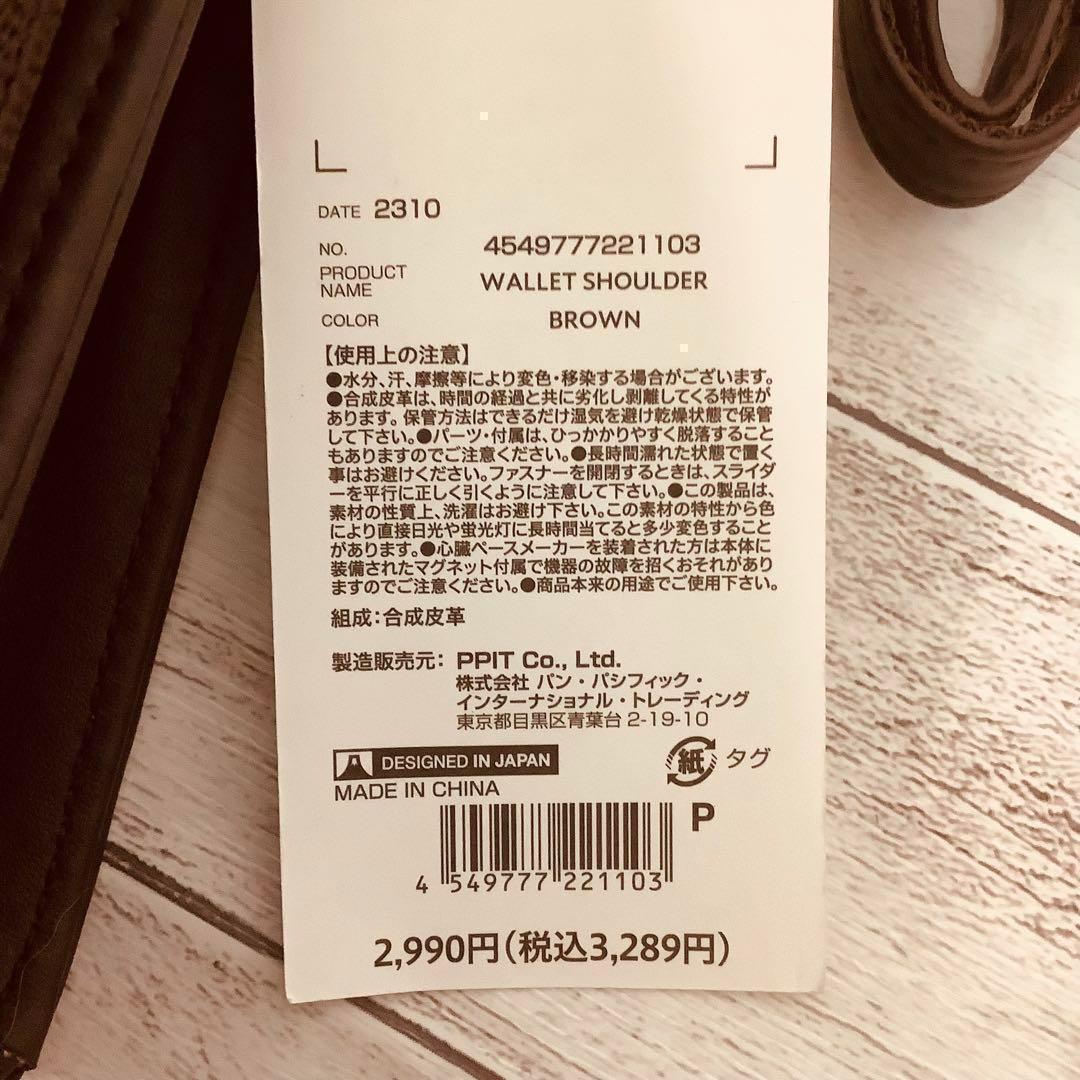 DATE 2310
NO. 4549777221103
PRODUCT NAME WALLET SHOULDER
COLOR BROWN
【使用上の注意】
●水分、汗、摩擦等により変色・移染する場合がございます。
●合成皮革は、時間の経過と共に劣化し剥離してくる特性が
あります。保管方法はできるだけ湿気を避け乾燥状態で保管
して下さい。●パーツ・付属は、ひっかかりやすく脱落すること
もありますのでご注意ください。●長時間濡れた状態で置く
事はお避けください。ファスナーを開閉するときは、スライダ
ーを平行に正しく引くように注意して下さい。●この製品は、
素材の性質上、洗濯はお避け下さい。この素材の特性から色
により直接日光や蛍光灯に長時間当てると多少変色すること
があります。●心臓ペースメーカーを装着された方は本体に
装備されたマグネット付属で機器の故障を招くおそれがあり
ますのでご注意ください。●商品本来の用途でご使用下さい。
組成：合成皮革
製造販売元： PPIT Co., Ltd.
株式会社 パン・パシフィック・
インターナショナル・トレーディング
東京都目黒区青葉台 2-19-10
DESIGNED IN JAPAN
紙 タグ
MADE IN CHINA
P
4 549777 221103
2,990円(税込3,289円)